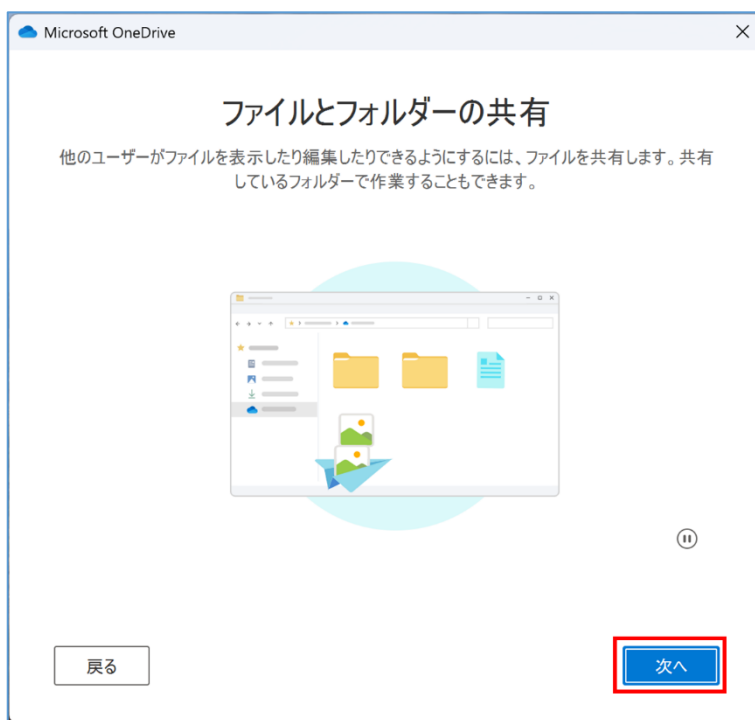 Microsoft OneDrive
ファイルとフォルダーの共有
他のユーザーがファイルを表示したり編集したりできるようにするには、ファイルを共有します。共有
しているフォルダーで作業することもできます。
戻る
次へ